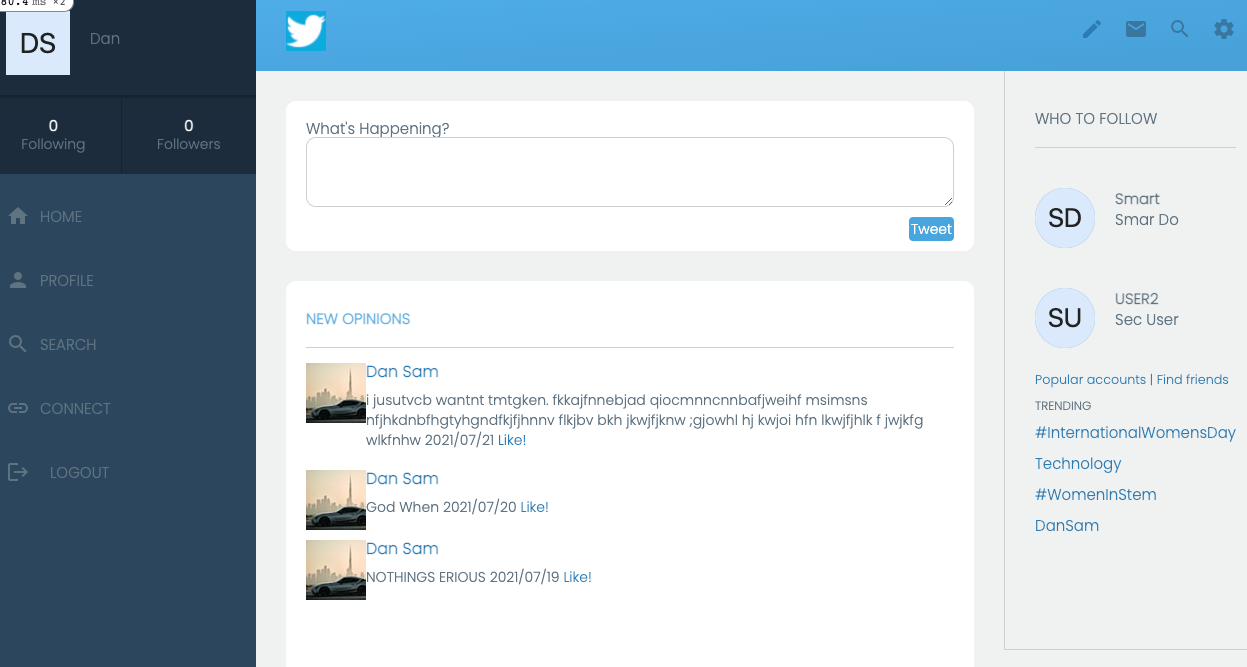 80.4 ms ×2
DS
Dan
0
Following
0
Followers
HOME
PROFILE
SEARCH
CONNECT
LOGOUT
What's Happening?
Tweet
NEW OPINIONS
Dan Sam
i jusutvcb wantnt tmtgken. fkkajfnnebjad qiocmnncnnbafjweihf msimsns
nfjhkdnbfhgtyhgndfkjfjhnnv flkjbv bkh jkwjfjknw ;gjowhl hj kwjoi hfn lkwjfjhlk f jwjkfg
wlkfnhw 2021/07/21 Like!
Dan Sam
God When 2021/07/20 Like!
Dan Sam
NOTHINGS ERIOUS 2021/07/19 Like!
WHO TO FOLLOW
SD
Smart
Smar Do
SU
USER2
Sec User
Popular accounts | Find friends
TRENDING
#InternationalWomensDay
Technology
#WomenInStem
DanSam